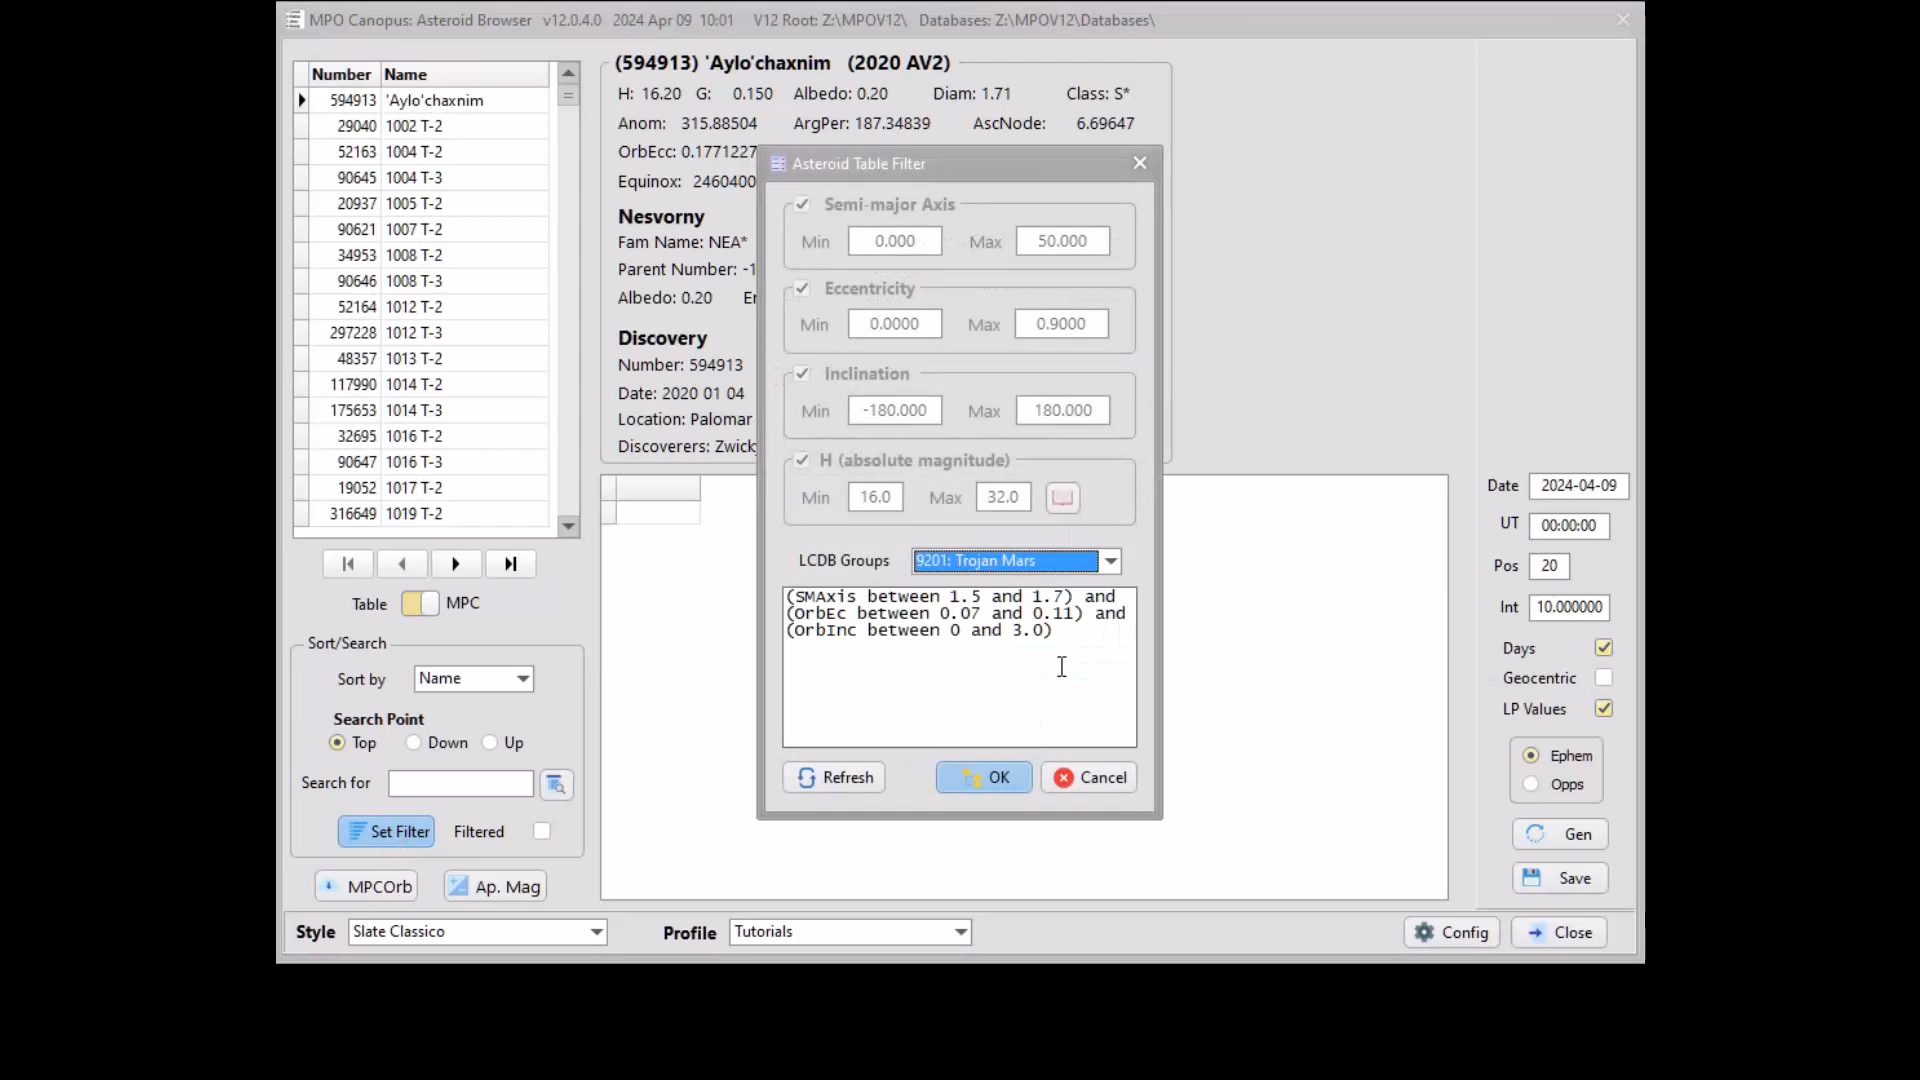 MPO Canopus: Asteroid Browser v12.0.4.0 2024 Apr 09 10:01 V12 Root: Z:\MPOV12\ Databases: Z:\MPOV12\Databases\
Number Name
594913 'Aylo'chaxnim
29040 1002 T-2
52163 1004 T-2
90645 1004 T-3
20937 1005 T-2
90621 1007 T-2
34953 1008 T-2
90646 1008 T-3
52164 1012 T-2
297228 1012 T-3
48357 1013 T-2
117990 1014 T-2
175653 1014 T-3
32695 1016 T-2
90647 1016 T-3
19052 1017 T-2
316649 1019 T-2
Table MPC
Sort/Search
Sort by Name
Search Point
Top Down Up
Search for
Set Filter Filtered
MPCOrb Ap. Mag
(594913) 'Aylo'chaxnim (2020 AV2)
H: 16.20 G: 0.150 Albedo: 0.20 Diam: 1.71 Class: S*
Anom: 315.88504 ArgPer: 187.34839 AscNode: 6.69647
OrbEcc: 0.1771227
Equinox: 2460400
Nesvorny
Fam Name: NEA*
Parent Number: -1
Albedo: 0.20 Er
Discovery
Number: 594913
Date: 2020 01 04
Location: Palomar
Discoverers: Zwick
Asteroid Table Filter
Semi-major Axis
Min 0.000 Max 50.000
Eccentricity
Min 0.0000 Max 0.9000
Inclination
Min -180.000 Max 180.000
H (absolute magnitude)
Min 16.0 Max 32.0
LCDB Groups 9201: Trojan Mars
(SMAxis between 1.5 and 1.7) and
(OrbEc between 0.07 and 0.11) and
(OrbInc between 0 and 3.0)
Refresh OK Cancel
Date 2024-04-09
UT 00:00:00
Pos 20
Int 10.000000
Days
Geocentric
LP Values
Ephem
Opps
Gen
Save
Style Slate Classico Profile Tutorials Config Close